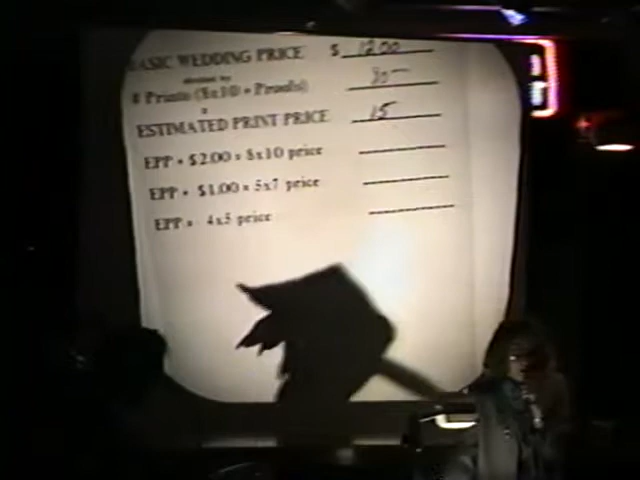 BASIC WEDDING PRICE $ 1200
divided by
# Prints (8x10 + Proofs) 80
=
ESTIMATED PRINT PRICE 15
EPP + $2.00 = 8x10 price
EPP + $1.00 = 5x7 price
EPP = 4x5 price